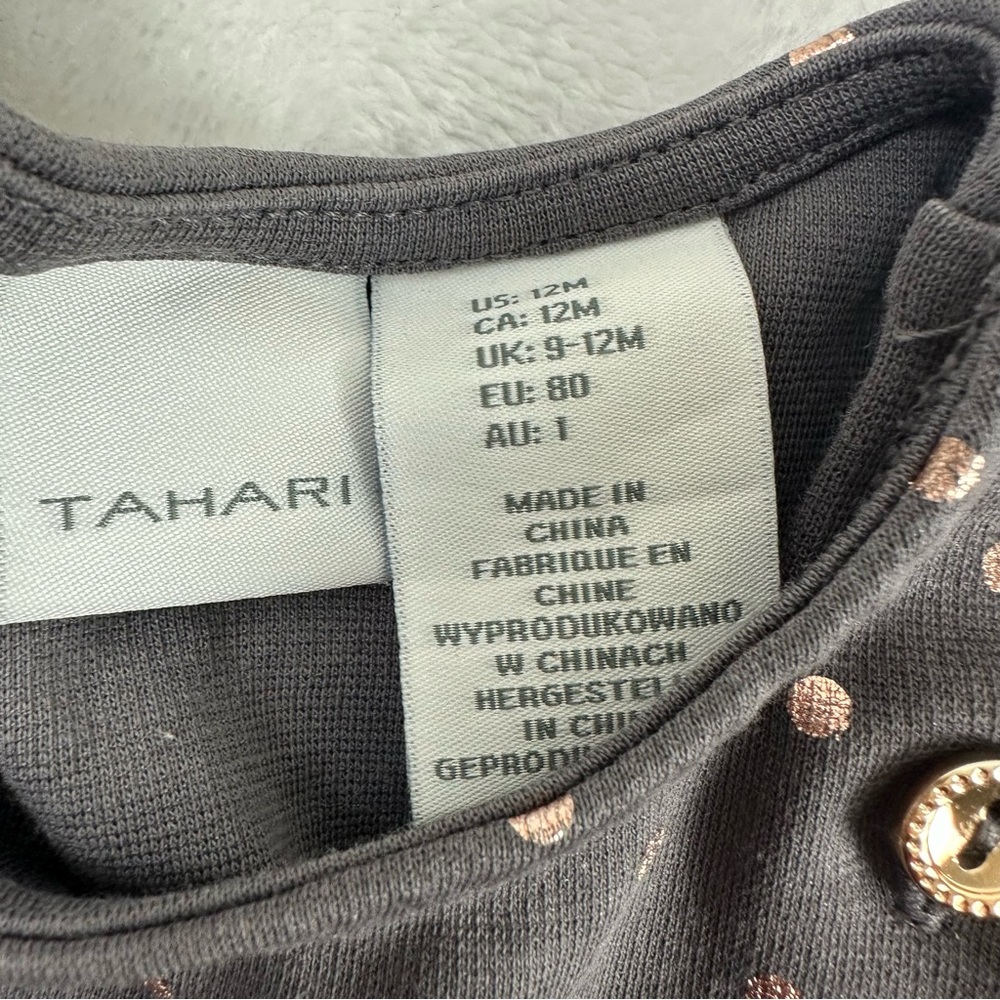 TAHARI
US: 12M
CA: 12M
UK: 9-12M
EU: 80
AU: 1
MADE IN
CHINA
FABRIQUE EN
CHINE
WYPRODUKOWANO
W CHINACH
IN